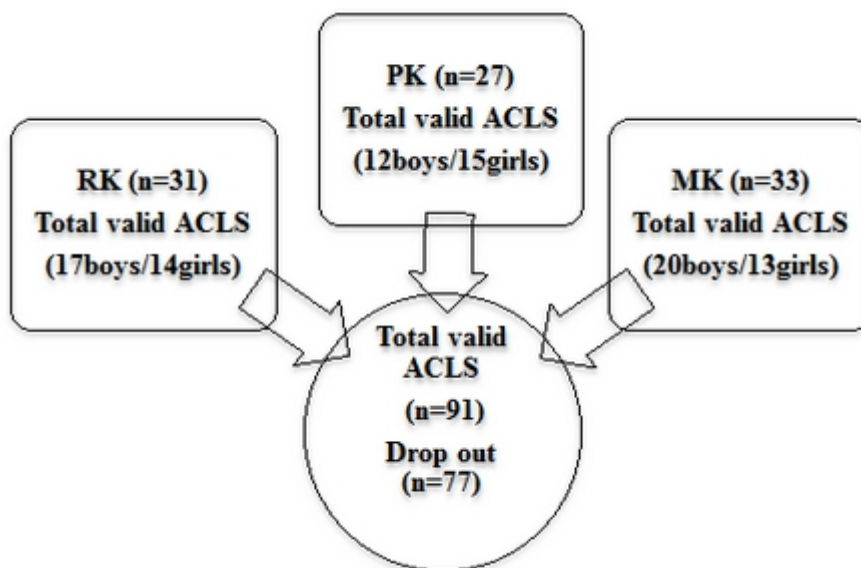 PK (n=27)
Total valid ACLS
(12boys/15girls)
RK (n=31)
Total valid ACLS
(17boys/14girls)
MK (n=33)
Total valid ACLS
(20boys/13girls)
Total valid
ACLS
(n=91)
Drop out
(n=77)